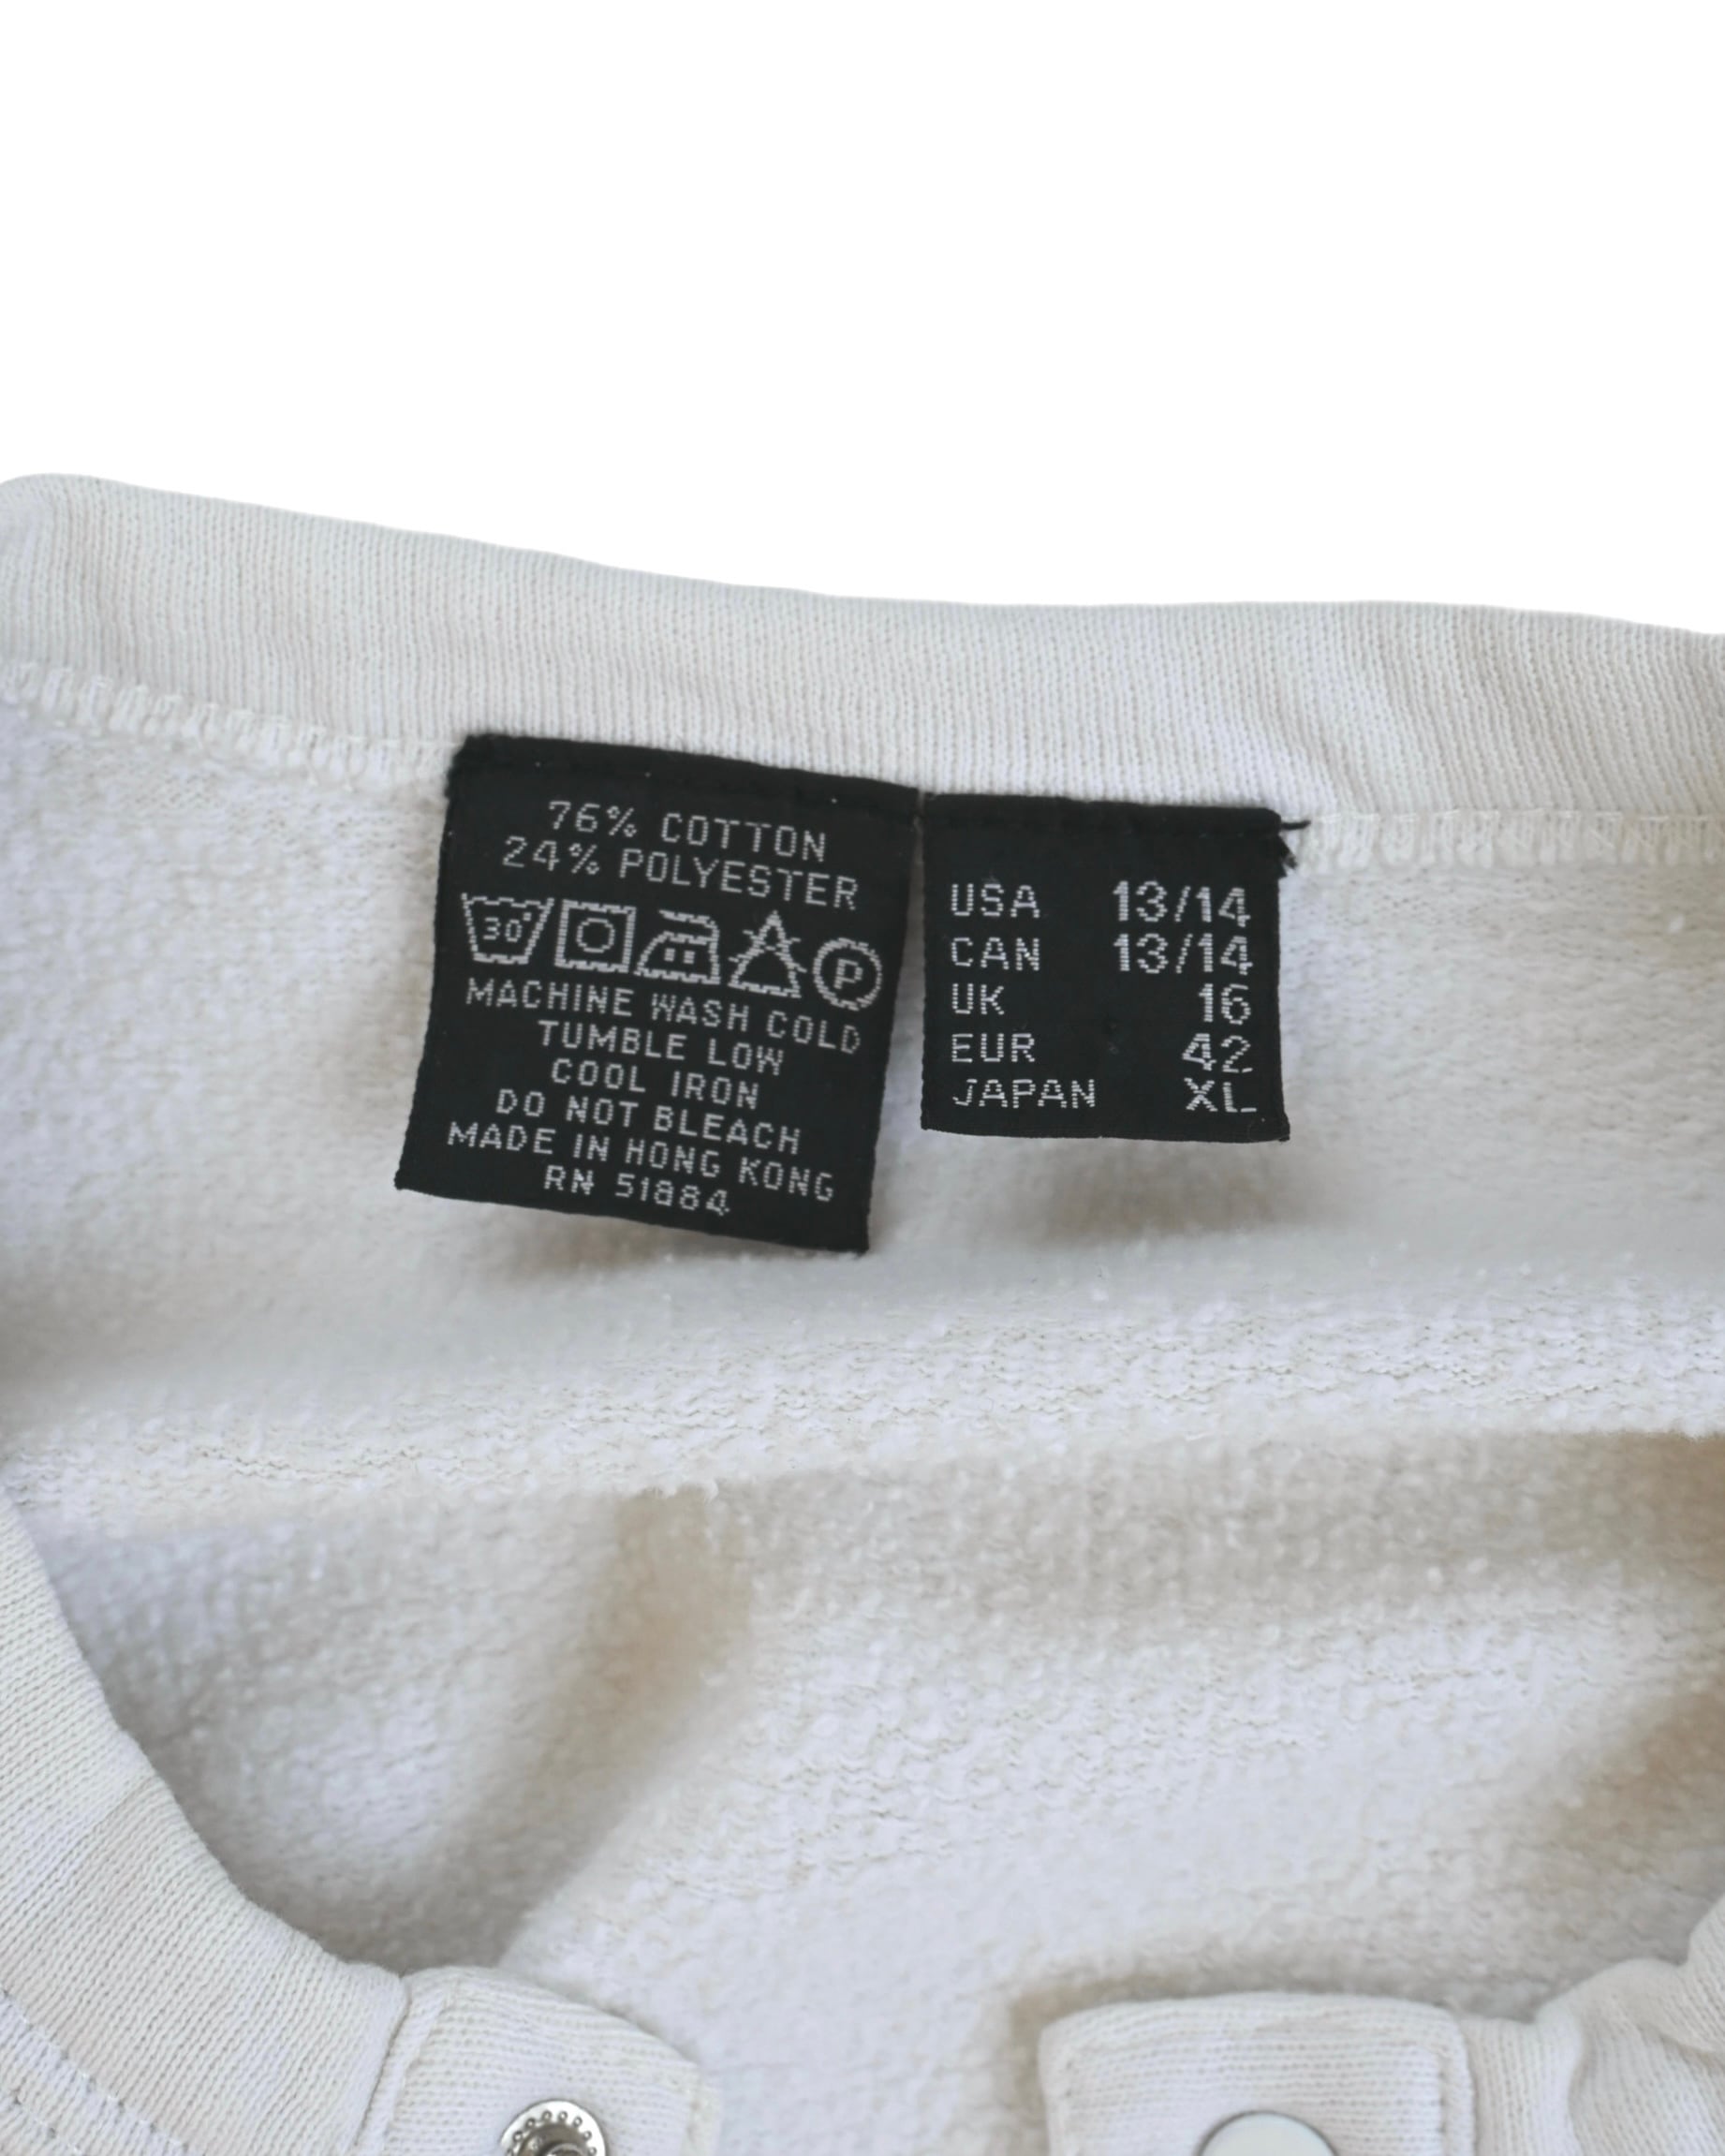 76% COTTON
24% POLYESTER
30°
P
MACHINE WASH COLD
TUMBLE LOW
COOL IRON
DO NOT BLEACH
MADE IN HONG KONG
RN 51884
USA 13/14
CAN 13/14
UK 16
EUR 42
JAPAN XL